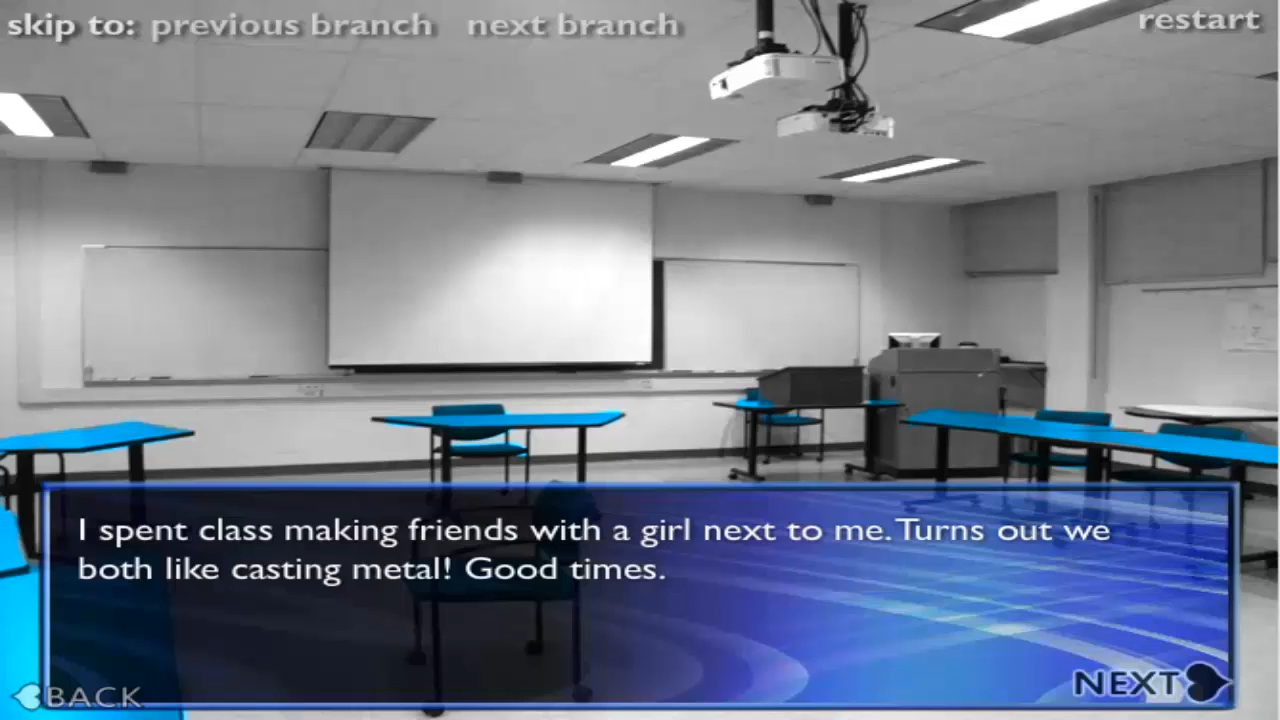 skip to: previous branch next branch restart
I spent class making friends with a girl next to me. Turns out we
both like casting metal! Good times.
BACK NEXT